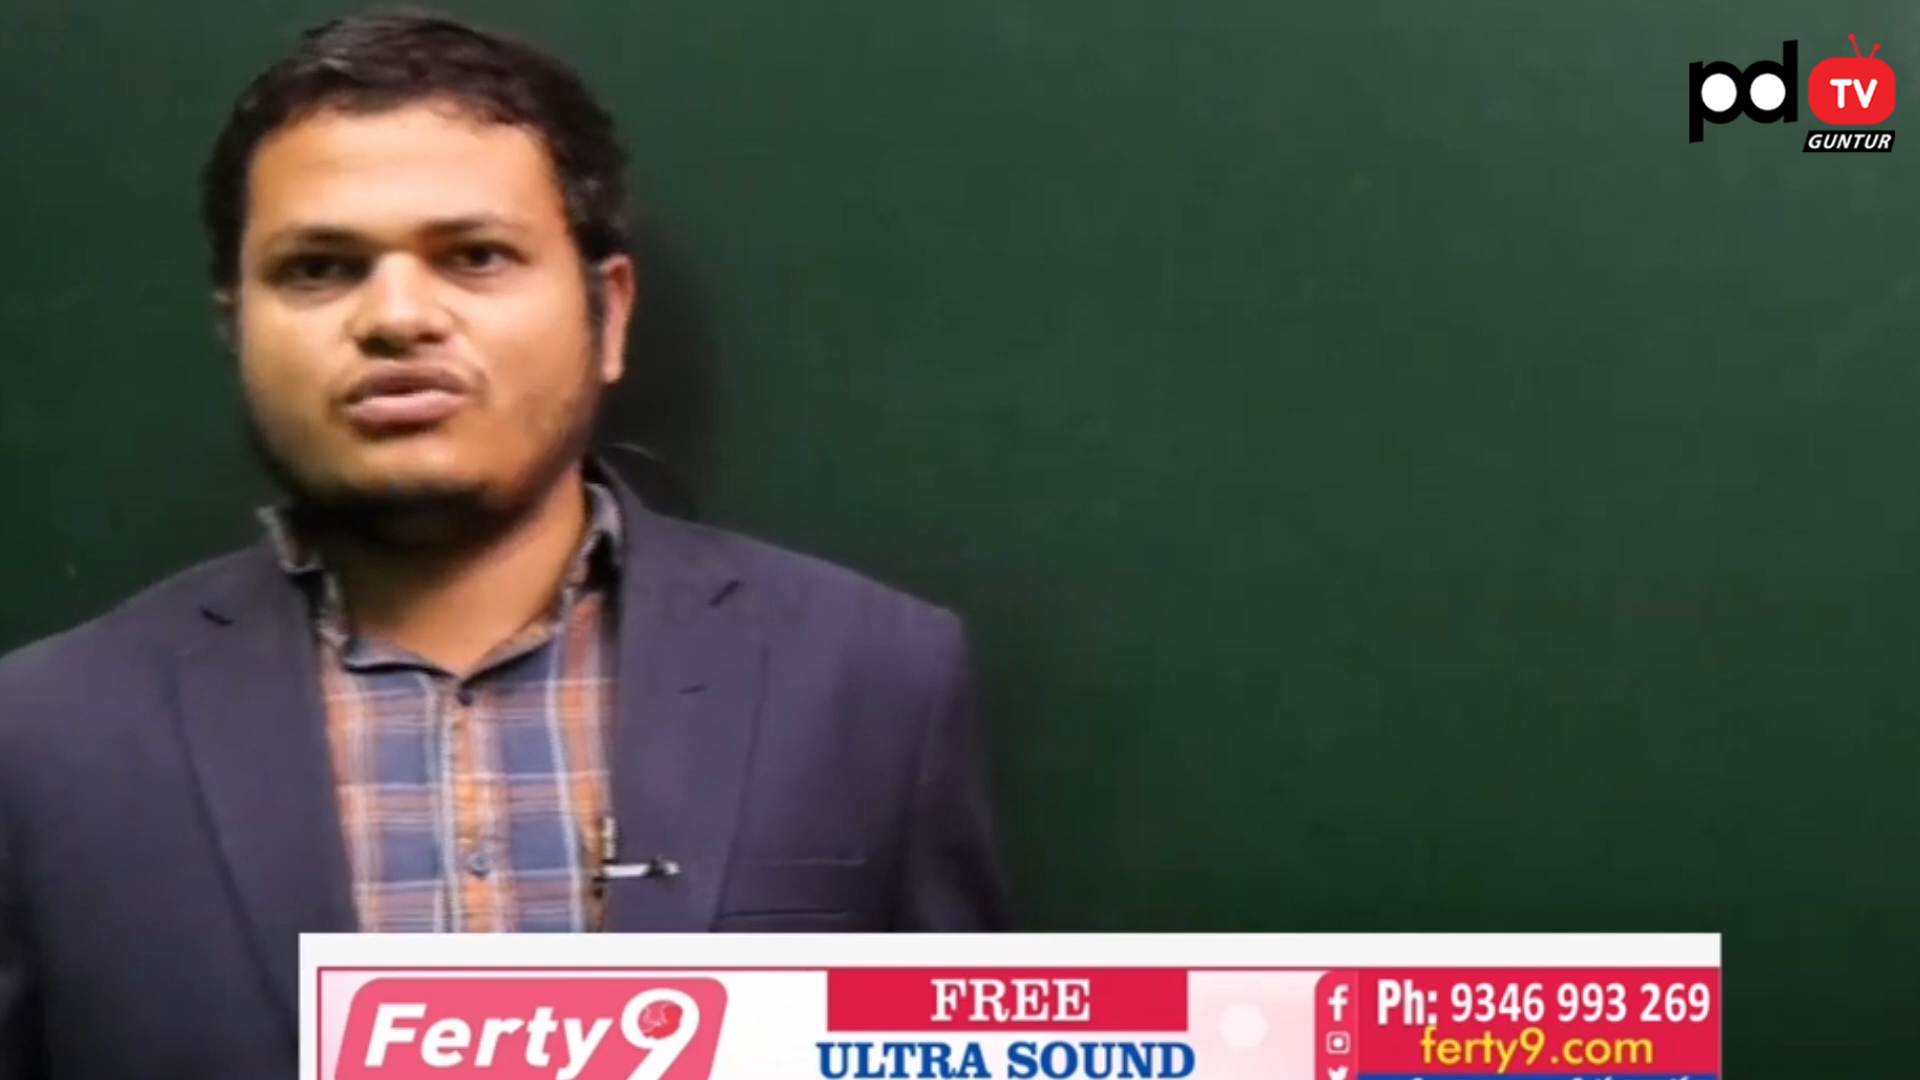 pd TV
GUNTUR
Ferty9
FREE
ULTRA SOUND
Ph: 9346 993 269
ferty9.com